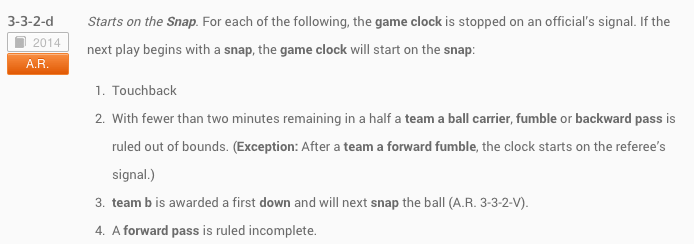 3-3-2-d
2014
A.R.
Starts on the Snap. For each of the following, the game clock is stopped on an official's signal. If the
next play begins with a snap, the game clock will start on the snap:
1. Touchback
2. With fewer than two minutes remaining in a half a team a ball carrier, fumble or backward pass is
ruled out of bounds. (Exception: After a team a forward fumble, the clock starts on the referee's
signal.)
3. team b is awarded a first down and will next snap the ball (A.R. 3-3-2-V).
4. A forward pass is ruled incomplete.